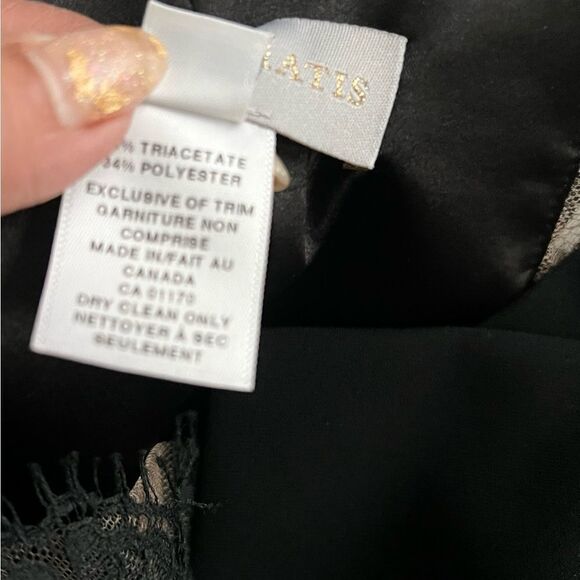 RATIS
% TRIACETATE
34% POLYESTER
EXCLUSIVE OF TRIM
GARNITURE NON
COMPRISE
MADE IN/FAIT AU
CANADA
CA 01170
DRY CLEAN ONLY
NETTOYER À SEC
SEULEMENT